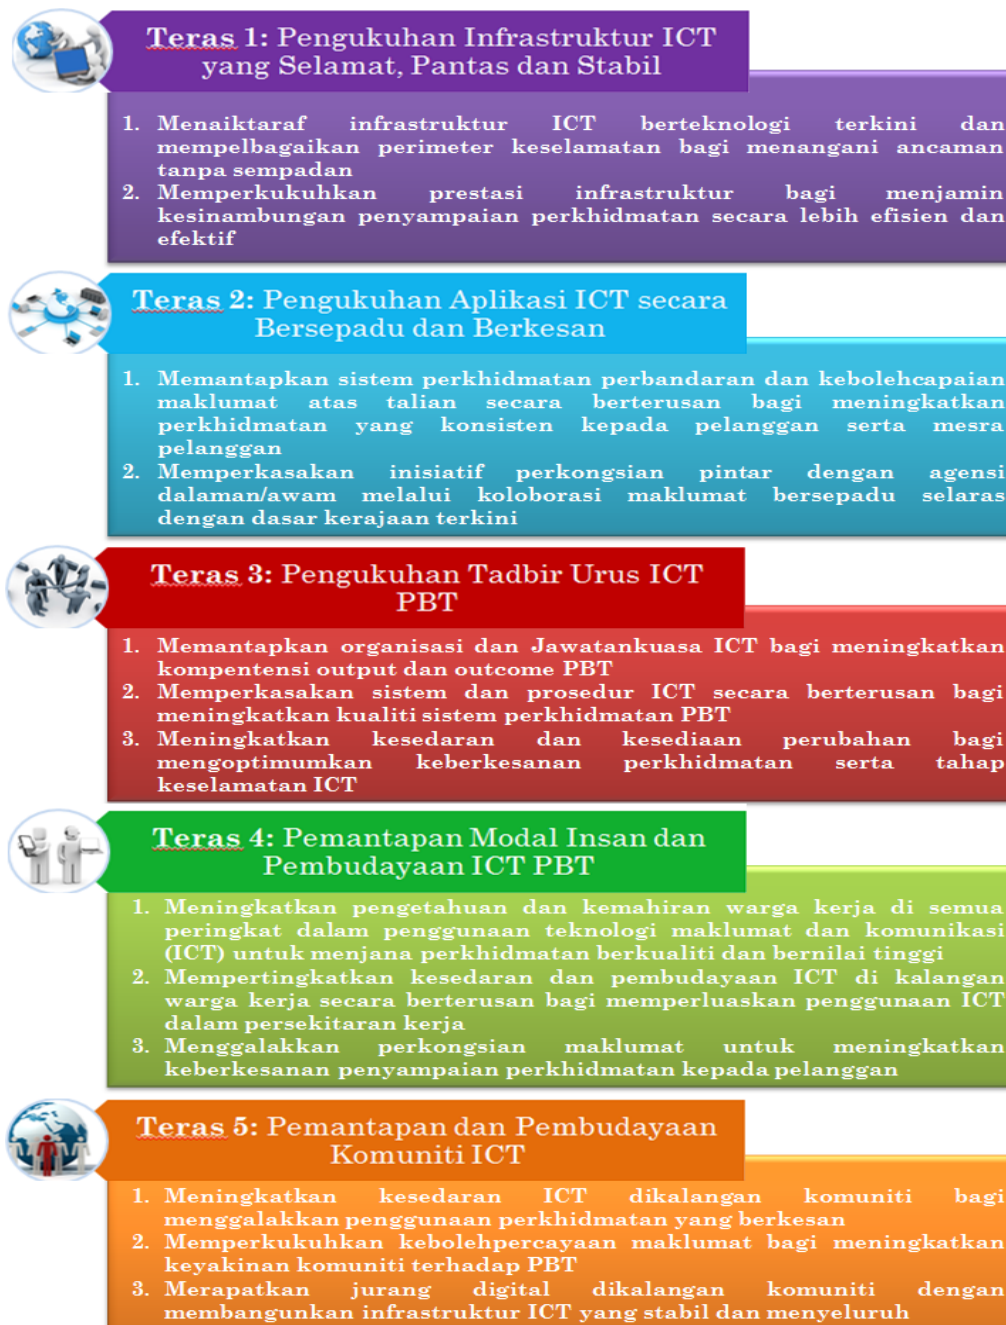 Teras 1: Pengukuhan Infrastruktur ICT
yang Selamat, Pantas dan Stabil
1. Menaiktaraf infrastruktur ICT berteknologi terkini dan
mempelbagaikan perimeter keselamatan bagi menangani ancaman
tanpa sempadan
2. Memperkukuhkan prestasi infrastruktur bagi menjamin
kesinambungan penyampaian perkhidmatan secara lebih efisien dan
efektif
Teras 2: Pengukuhan Aplikasi ICT secara
Bersepadu dan Berkesan
1. Memantapkan sistem perkhidmatan perbandaran dan kebolehcapaian
maklumat atas talian secara berterusan bagi meningkatkan
perkhidmatan yang konsisten kepada pelanggan serta mesra
pelanggan
2. Memperkasakan inisiatif perkongsian pintar dengan agensi
dalaman/awam melalui koloborasi maklumat bersepadu selaras
dengan dasar kerajaan terkini
Teras 3: Pengukuhan Tadbir Urus ICT
PBT
1. Memantapkan organisasi dan Jawatankuasa ICT bagi meningkatkan
kompentensi output dan outcome PBT
2. Memperkasakan sistem dan prosedur ICT secara berterusan bagi
meningkatkan kualiti sistem perkhidmatan PBT
3. Meningkatkan kesedaran dan kesediaan perubahan bagi
mengoptimumkan keberkesanan perkhidmatan serta tahap
keselamatan ICT
Teras 4: Pemantapan Modal Insan dan
Pembudayaan ICT PBT
1. Meningkatkan pengetahuan dan kemahiran warga kerja di semua
peringkat dalam penggunaan teknologi maklumat dan komunikasi
(ICT) untuk menjana perkhidmatan berkualiti dan bernilai tinggi
2. Mempertingkatkan kesedaran dan pembudayaan ICT di kalangan
warga kerja secara berterusan bagi memperluaskan penggunaan ICT
dalam persekitaran kerja
3. Menggalakkan perkongsian maklumat untuk meningkatkan
keberkesanan penyampaian perkhidmatan kepada pelanggan
Teras 5: Pemantapan dan Pembudayaan
Komuniti ICT
1. Meningkatkan kesedaran ICT dikalangan komuniti bagi
menggalakkan penggunaan perkhidmatan yang berkesan
2. Memperkukuhkan kebolehpercayaan maklumat bagi meningkatkan
keyakinan komuniti terhadap PBT
3. Merapatkan jurang digital dikalangan komuniti dengan
membangunkan infrastruktur ICT yang stabil dan menyeluruh